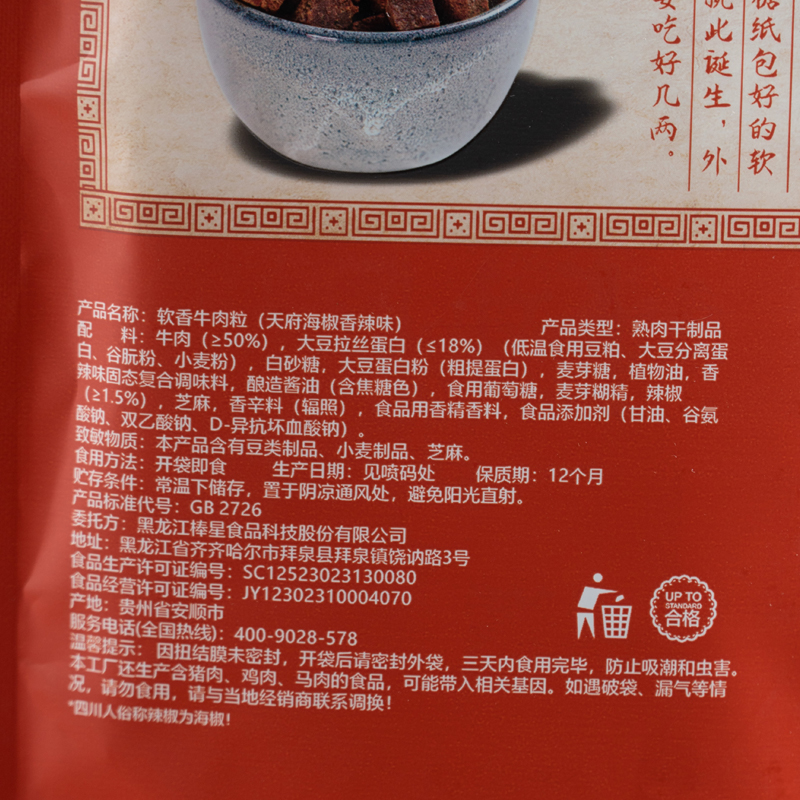 糖纸包好的软
就此诞生，外
要吃好几两。
产品名称：软香牛肉粒（天府海椒香辣味） 产品类型：熟肉干制品
配 料：牛肉（≥50%），大豆拉丝蛋白（≤18%）（低温食用豆粕、大豆分离蛋
白、谷朊粉、小麦粉），白砂糖，大豆蛋白粉（粗提蛋白），麦芽糖，植物油，香
辣味固态复合调味料，酿造酱油（含焦糖色），食用葡萄糖，麦芽糊精，辣椒
（≥1.5%），芝麻，香辛料（辐照），食品用香精香料，食品添加剂（甘油、谷氨
酸钠、双乙酸钠、D-异抗坏血酸钠）。
致敏物质：本产品含有豆类制品、小麦制品、芝麻。
食用方法：开袋即食 生产日期：见喷码处 保质期：12个月
贮存条件：常温下储存，置于阴凉通风处，避免阳光直射。
产品标准代号：GB 2726
委托方：黑龙江棒星食品科技股份有限公司
地址：黑龙江省齐齐哈尔市拜泉县拜泉镇饶讷路3号
食品生产许可证编号：SC12523023130080
食品经营许可证编号：JY12302310004070
产地：贵州省安顺市
服务电话(全国热线)：400-9028-578
温馨提示：因扭结膜未密封，开袋后请密封外袋，三天内食用完毕，防止吸潮和虫害。
本工厂还生产含猪肉、鸡肉、马肉的食品，可能带入相关基因。如遇破袋、漏气等情
况，请勿食用，请与当地经销商联系调换！
*四川人俗称辣椒为海椒！
UP TO
STANDARD
合格